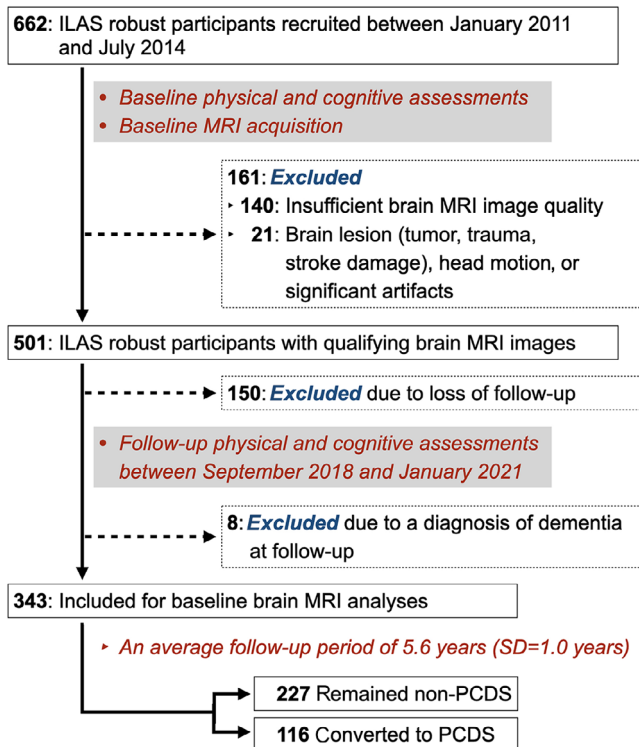 662: ILAS robust participants recruited between January 2011
and July 2014
• Baseline physical and cognitive assessments
• Baseline MRI acquisition
161: Excluded
‣ 140: Insufficient brain MRI image quality
‣ 21: Brain lesion (tumor, trauma,
stroke damage), head motion, or
significant artifacts
501: ILAS robust participants with qualifying brain MRI images
150: Excluded due to loss of follow-up
• Follow-up physical and cognitive assessments
between September 2018 and January 2021
8: Excluded due to a diagnosis of dementia
at follow-up
343: Included for baseline brain MRI analyses
‣ An average follow-up period of 5.6 years (SD=1.0 years)
227 Remained non-PCDS
116 Converted to PCDS